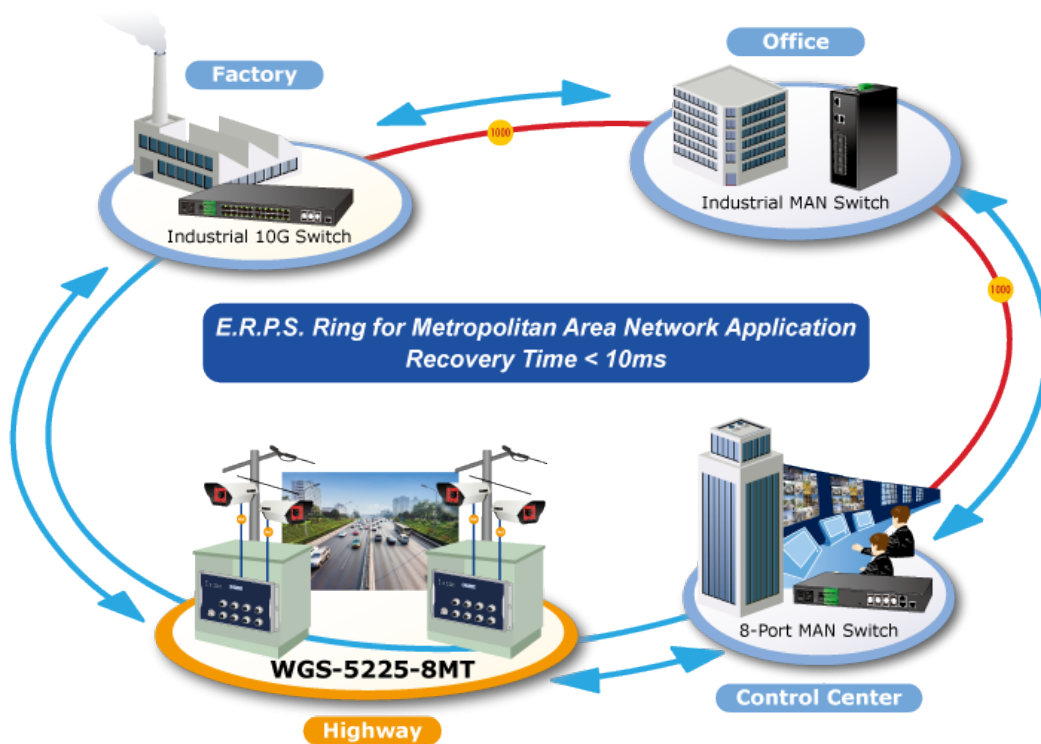 Factory
Office
1000
Industrial 10G Switch
Industrial MAN Switch
1000
E.R.P.S. Ring for Metropolitan Area Network Application
Recovery Time < 10ms
WGS-5225-8MT
8-Port MAN Switch
Highway
Control Center